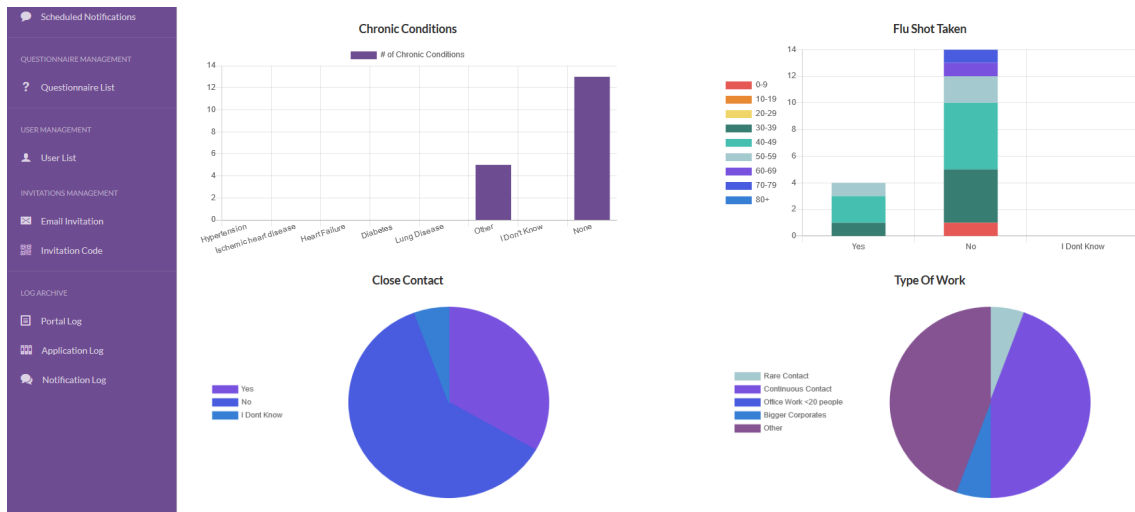 Scheduled Notifications
QUESTIONNAIRE MANAGEMENT
? Questionnaire List
USER MANAGEMENT
User List
INVITATIONS MANAGEMENT
Email Invitation
Invitation Code
LOG ARCHIVE
Portal Log
Application Log
Notification Log
Chronic Conditions
# of Chronic Conditions
14
12
10
8
6
4
2
0
Hypertension
Ischemic heart disease
Heart Failure
Diabetes
Lung Disease
Other
I Don't Know
None
Flu Shot Taken
0-9
10-19
20-29
30-39
40-49
50-59
60-69
70-79
80+
14
12
10
8
6
4
2
0
Yes
No
I Dont Know
Close Contact
Yes
No
I Dont Know
Type Of Work
Rare Contact
Continuous Contact
Office Work <20 people
Bigger Corporates
Other